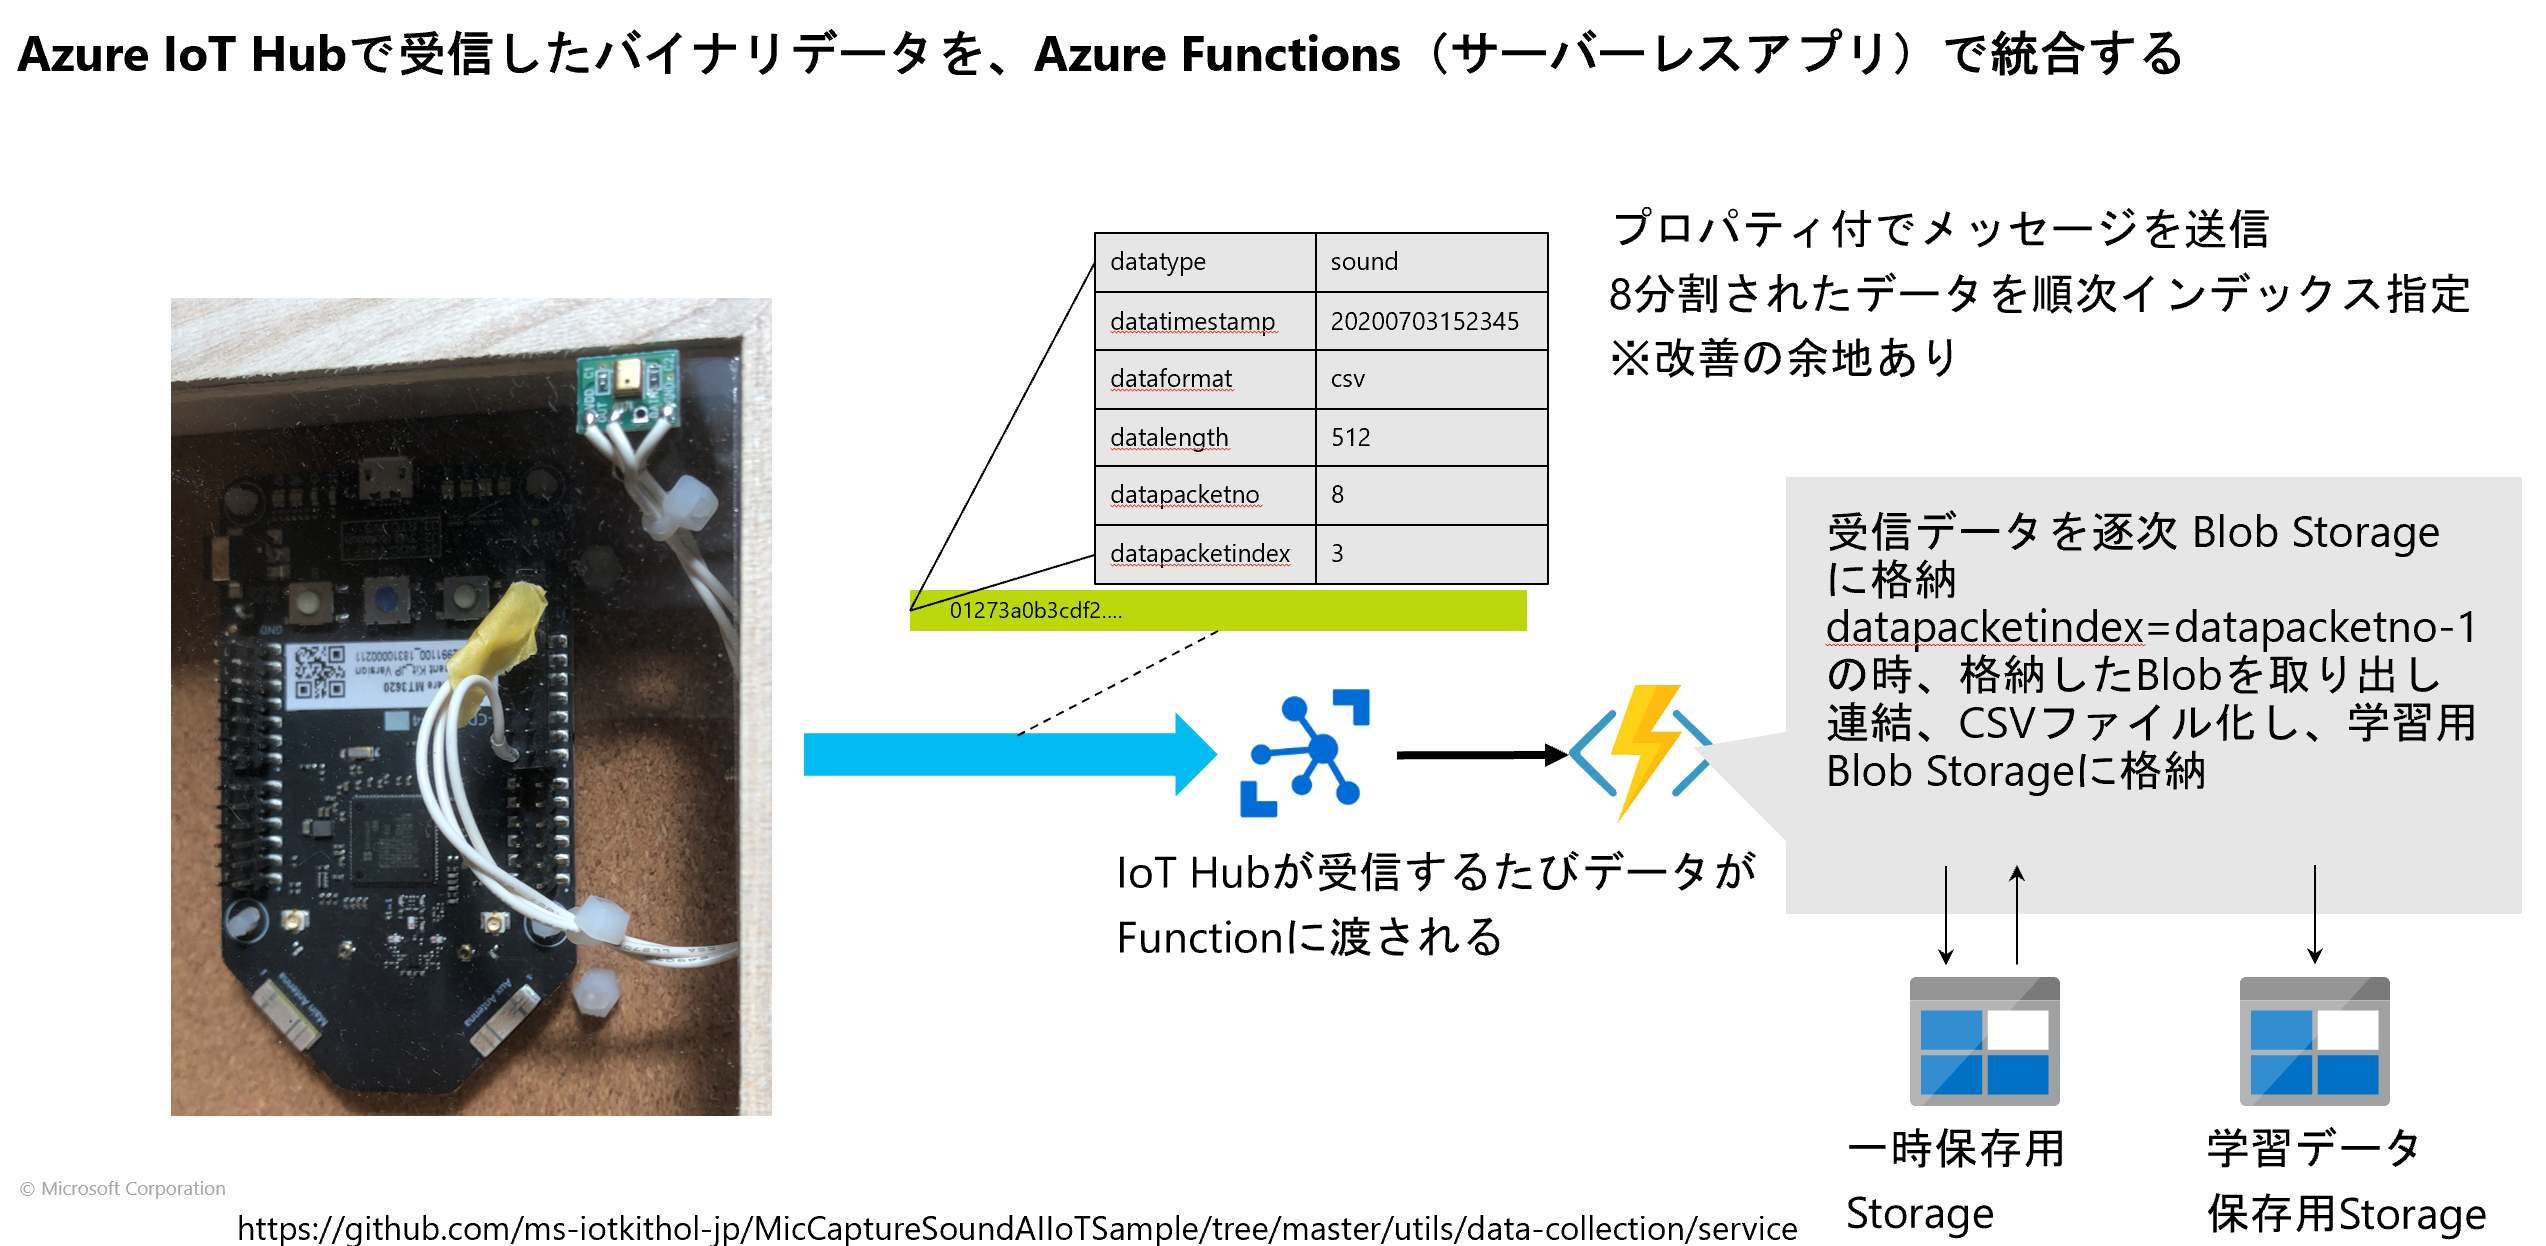 Azure IoT Hubで受信したバイナリデータを、Azure Functions（サーバーレスアプリ）で統合する
プロパティ付でメッセージを送信
8分割されたデータを順次インデックス指定
※改善の余地あり
datatype sound
datatimestamp 20200703152345
dataformat csv
datalength 512
datapacketno 8
datapacketindex 3
01273a0b3cdf2....
受信データを逐次 Blob Storage
に格納
datapacketindex=datapacketno-1
の時、格納したBlobを取り出し
連結、CSVファイル化し、学習用
Blob Storageに格納
IoT Hubが受信するたびデータが
Functionに渡される
一時保存用
Storage
学習データ
保存用Storage
GND
MT3620
Kit_JP Version
Main Antenna
Aux Antenna
© Microsoft Corporation
https://github.com/ms-iotkithol-jp/MicCaptureSoundAIIoTSample/tree/master/utils/data-collection/service